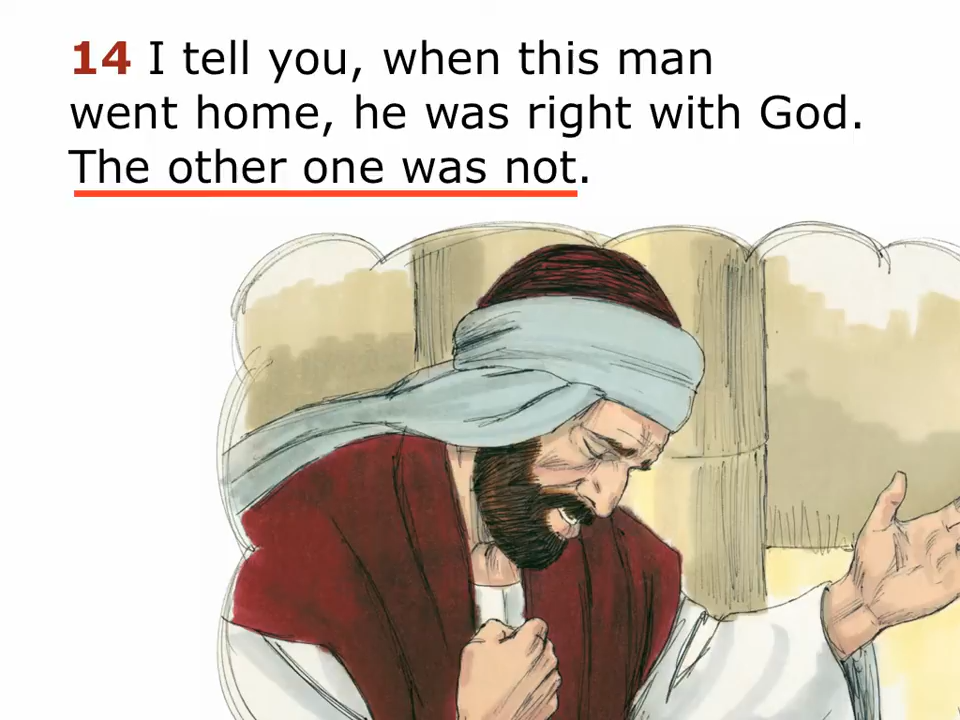 14 I tell you, when this man
went home, he was right with God.
The other one was not.